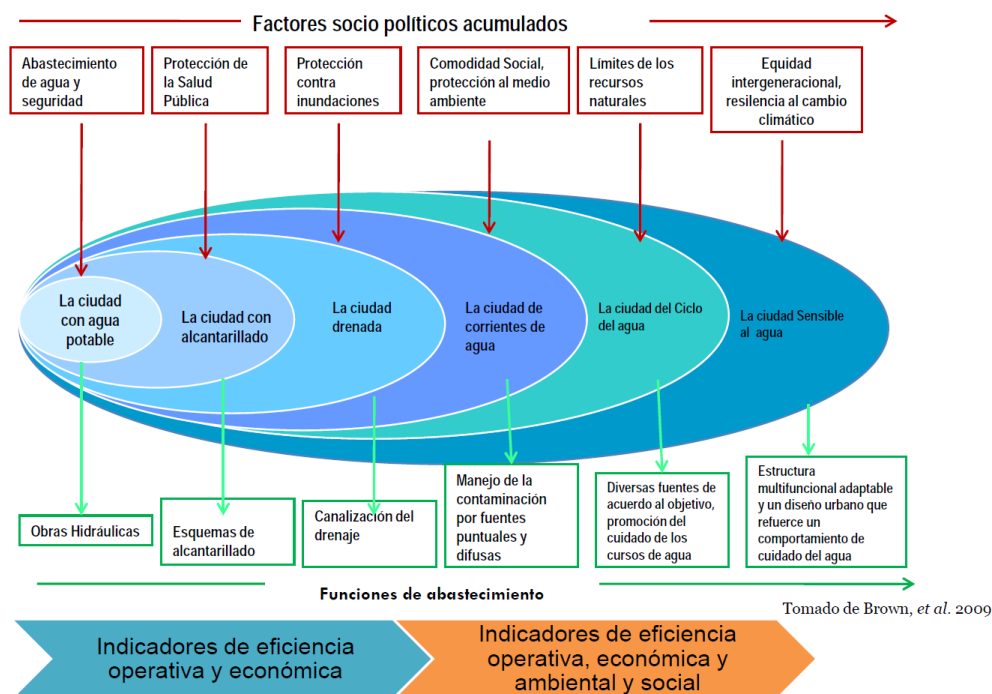 Factores socio políticos acumulados
Abastecimiento
de agua y
seguridad
Protección de
la Salud
Pública
Protección
contra
inundaciones
Comodidad Social,
protección al medio
ambiente
Límites de los
recursos
naturales
Equidad
intergeneracional,
resilencia al cambio
climático
La ciudad
con agua
potable
La ciudad con
alcantarillado
La ciudad
drenada
La ciudad de
corrientes de
agua
La ciudad del Ciclo
del agua
La ciudad Sensible
al agua
Obras Hidráulicas
Esquemas de
alcantarillado
Canalización del
drenaje
Manejo de la
contaminación
por fuentes
puntuales y
difusas
Diversas fuentes de
acuerdo al objetivo,
promoción del
cuidado de los
cursos de agua
Estructura
multifuncional adaptable
y un diseño urbano que
refuerce un
comportamiento de
cuidado del agua
Funciones de abastecimiento
Tomado de Brown, et al. 2009
Indicadores de eficiencia
operativa y económica
Indicadores de eficiencia
operativa, económica y
ambiental y social